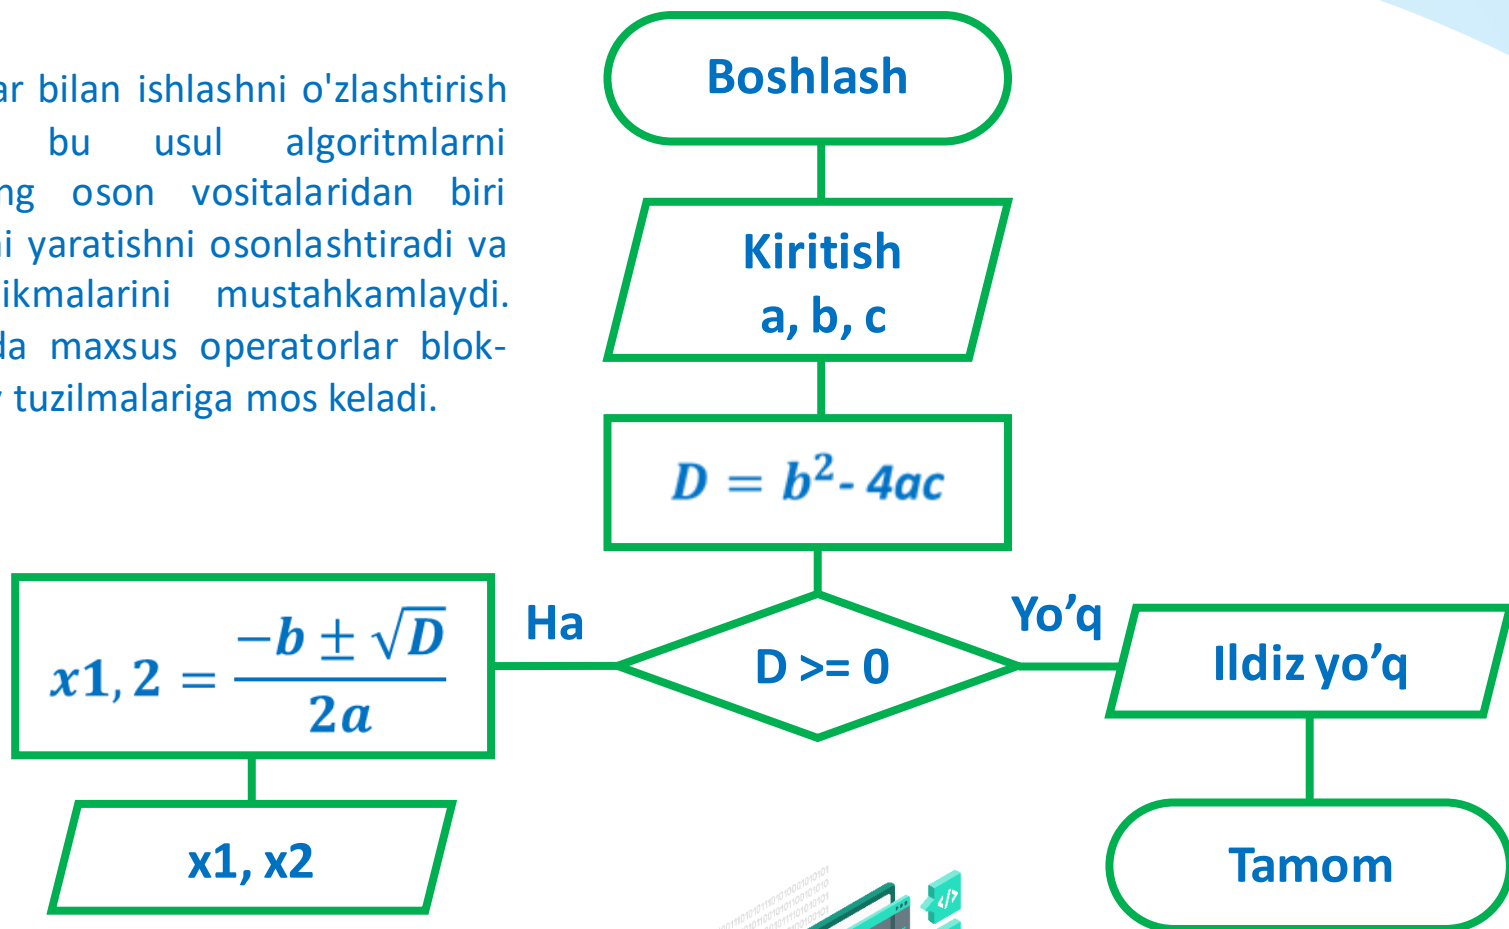 ar bilan ishlashni o'zlashtirish
bu usul algoritmlarni
ng oson vositalaridan biri
ni yaratishni osonlashtiradi va
ikmalarini mustahkamlaydi.
da maxsus operatorlar blok-
tuzilmalariga mos keladi.
Boshlash
Kiritish
a, b, c
D = b² - 4ac
Ha
D >= 0
Yo’q
x1, 2 = (−b ± √D) / 2a
Ildiz yo’q
x1, x2
Tamom